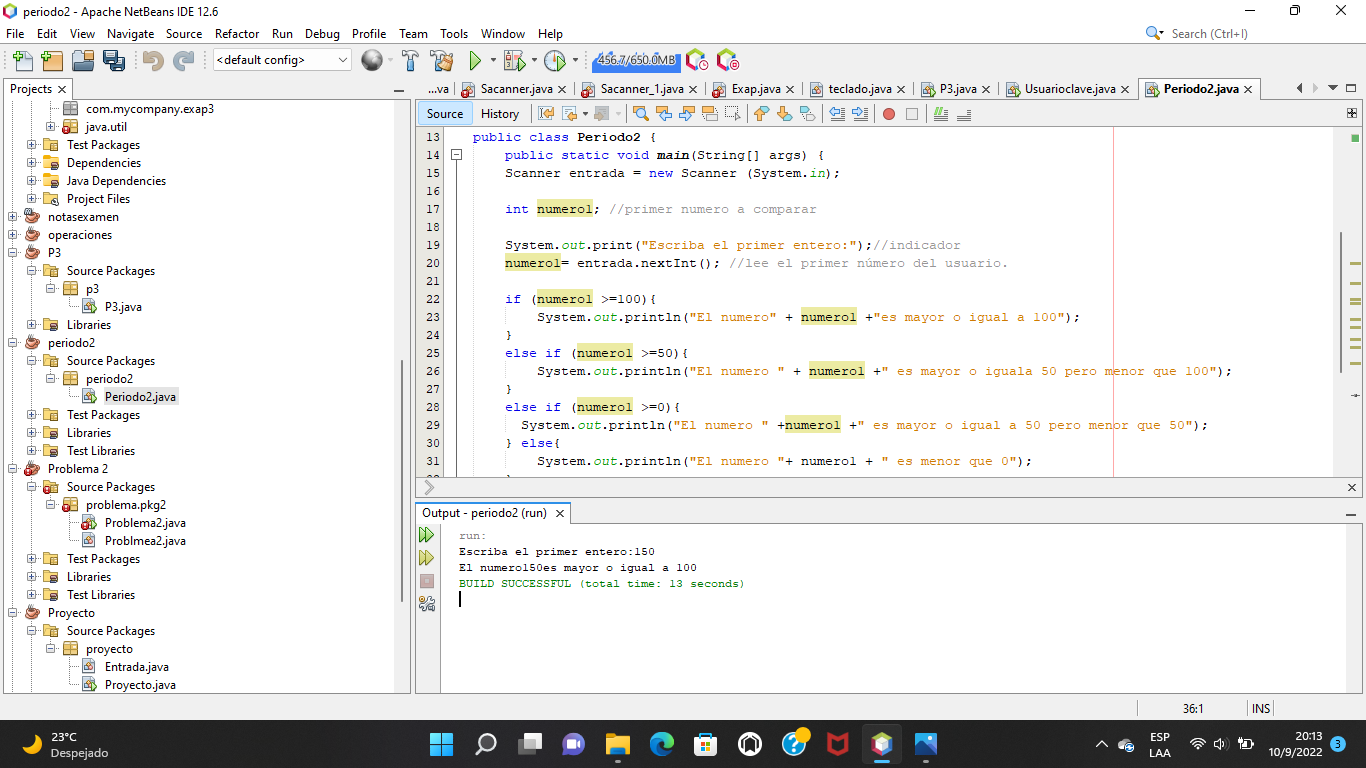 periodo2 - Apache NetBeans IDE 12.6
File Edit View Navigate Source Refactor Run Debug Profile Team Tools Window Help
Search (Ctrl+I)
<default config>
456.7/650.0MB
Projects
...va Sacanner.java Sacanner_1.java Exap.java teclado.java P3.java Usuarioclave.java Periodo2.java
Source History
com.mycompany.exap3
java.util
Test Packages
Dependencies
Java Dependencies
Project Files
notasexamen
operaciones
P3
Source Packages
p3
P3.java
Libraries
periodo2
Source Packages
periodo2
Periodo2.java
Test Packages
Libraries
Test Libraries
Problema 2
Source Packages
problema.pkg2
Problema2.java
Problmea2.java
Test Packages
Libraries
Test Libraries
Proyecto
Source Packages
proyecto
Entrada.java
Proyecto.java
13 public class Periodo2 {
14 public static void main(String[] args) {
15 Scanner entrada = new Scanner (System.in);
16
17 int numero1; //primer numero a comparar
18
19 System.out.print("Escriba el primer entero:");//indicador
20 numero1= entrada.nextInt(); //lee el primer número del usuario.
21
22 if (numero1 >=100){
23 System.out.println("El numero" + numero1 +"es mayor o igual a 100");
24 }
25 else if (numero1 >=50){
26 System.out.println("El numero " + numero1 +" es mayor o iguala 50 pero menor que 100");
27 }
28 else if (numero1 >=0){
29 System.out.println("El numero " +numero1 +" es mayor o igual a 50 pero menor que 50");
30 } else{
31 System.out.println("El numero "+ numero1 + " es menor que 0");
Output - periodo2 (run)
run:
Escriba el primer entero:150
El numero150es mayor o igual a 100
BUILD SUCCESSFUL (total time: 13 seconds)
36:1 INS
23°C
Despejado
ESP
LAA
20:13
10/9/2022
3